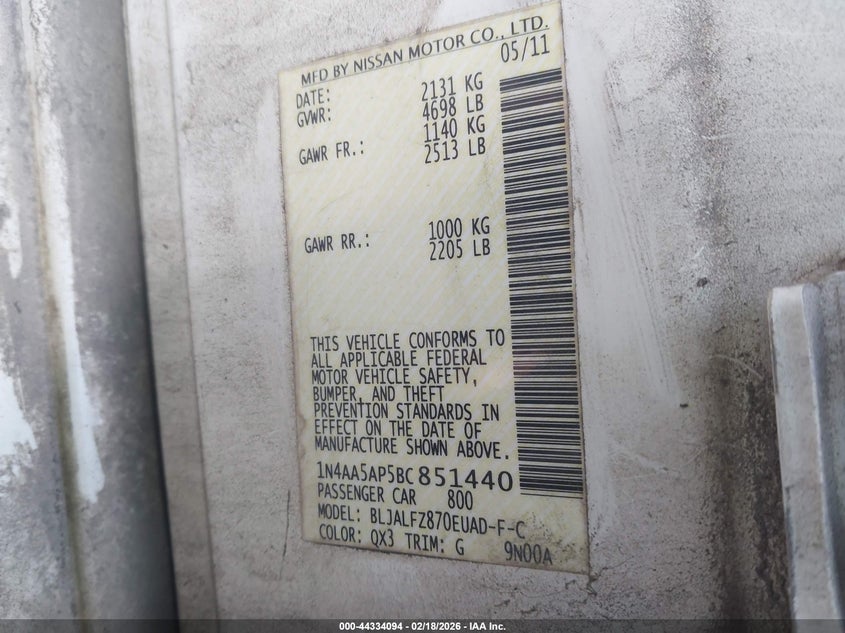 MFD BY NISSAN MOTOR CO., LTD.
DATE: 05/11
GVWR: 2131 KG
4698 LB
GAWR FR.: 1140 KG
2513 LB
GAWR RR.: 1000 KG
2205 LB
THIS VEHICLE CONFORMS TO
ALL APPLICABLE FEDERAL
MOTOR VEHICLE SAFETY,
BUMPER, AND THEFT
PREVENTION STANDARDS IN
EFFECT ON THE DATE OF
MANUFACTURE SHOWN ABOVE.
1N4AA5AP5BC851440
PASSENGER CAR 800
MODEL: BLJALFZ870EUAD-F-C
COLOR: QX3 TRIM: G 9N00A
000-44334094 — 02/18/2026 — IAA Inc.